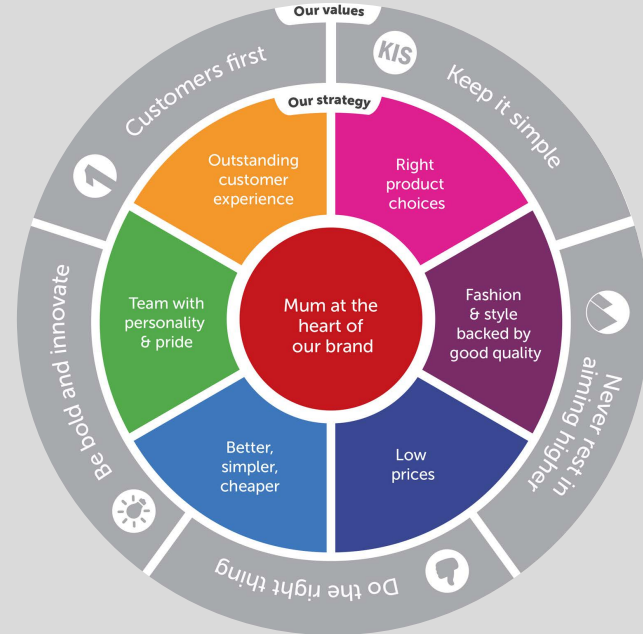 Our values
Customers first
KIS
Keep it simple
Never rest in
aiming higher
Do the right thing
Be bold and innovate
1
Our strategy
Outstanding
customer
experience
Right
product
choices
Fashion
& style
backed by
good quality
Low
prices
Better,
simpler,
cheaper
Team with
personality
& pride
Mum at the
heart of
our brand